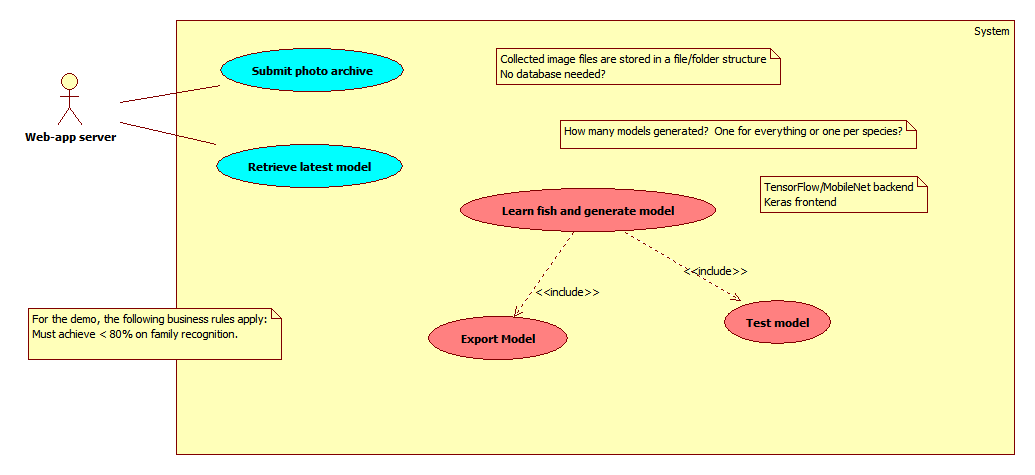 System
Submit photo archive
Collected image files are stored in a file/folder structure
No database needed?
Web-app server
How many models generated?  One for everything or one per species?
Retrieve latest model
TensorFlow/MobileNet backend
Keras frontend
Learn fish and generate model
<<include>>
<<include>>
For the demo, the following business rules apply:
Must achieve < 80% on family recognition.
Export Model
Test model